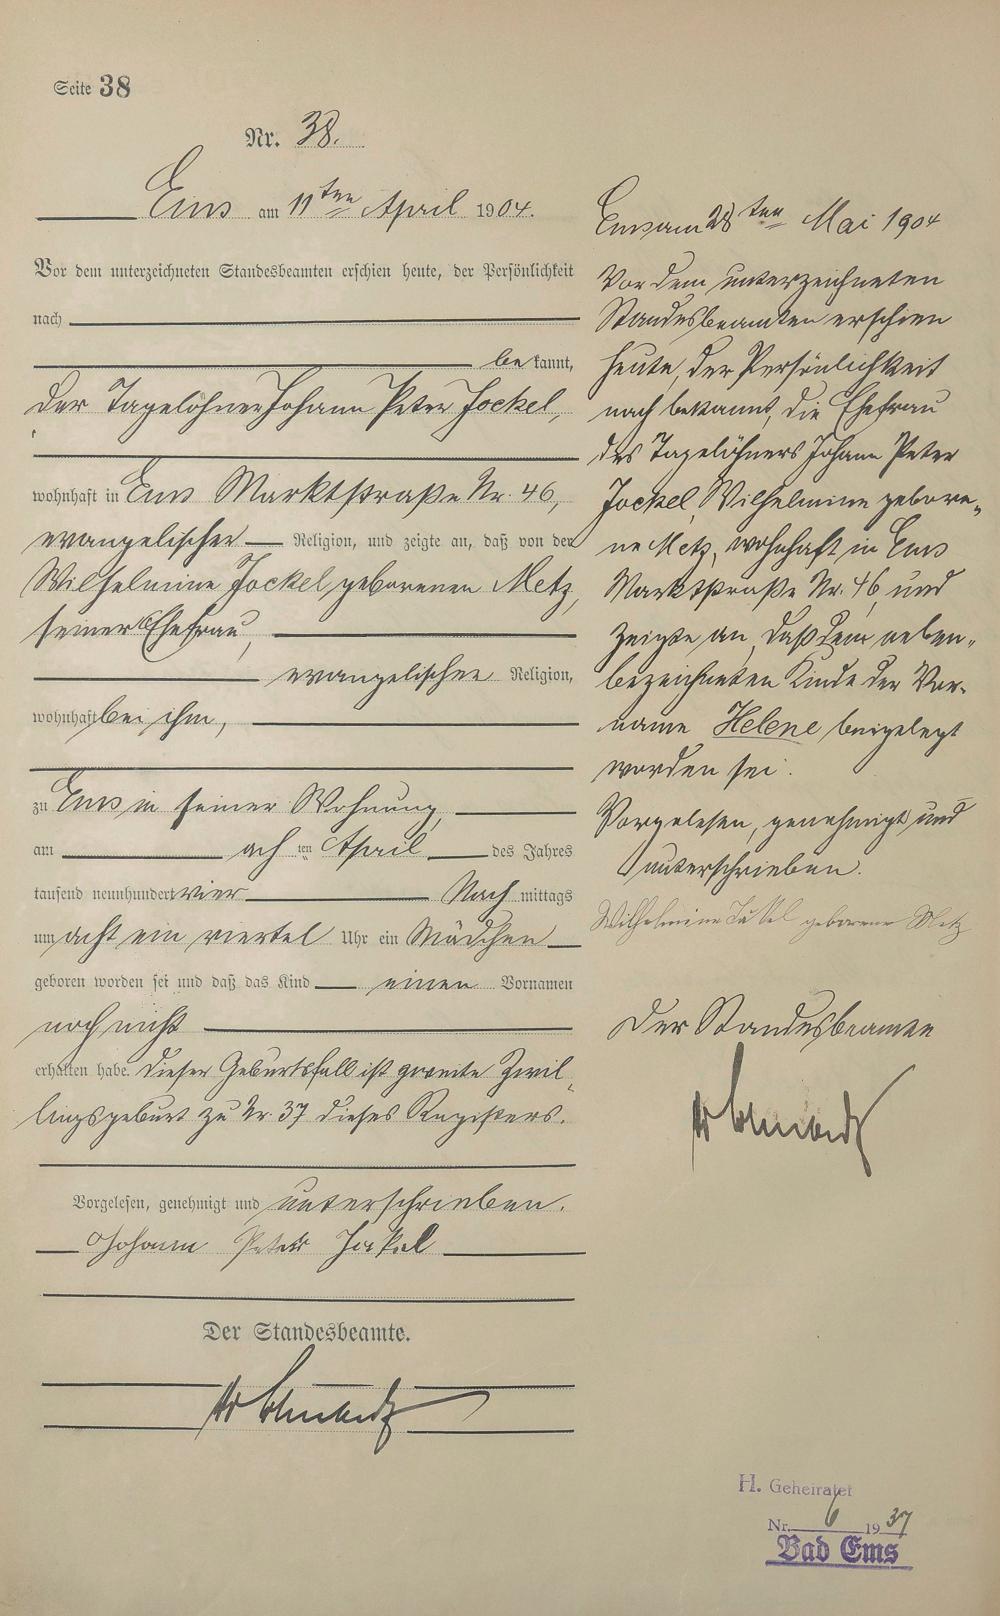 Seite 38
Nr. 38.
Ems am 11ten April 1904.
Vor dem unterzeichneten Standesbeamten erschien heute, der Persönlichkeit
nach
bekannt,
der Tagelöhner Johann Peter Jockel,
wohnhaft in Ems Marktstraße Nr. 46,
evangelischer Religion, und zeigte an, daß von der
Wilhelmine Jockel geborenen Metz,
seiner Ehefrau,
evangelischer Religion,
wohnhaft bei ihm,
zu Ems in seiner Wohnung,
am achten April des Jahres
tausend neunhundert vier Nach mittags
um acht ein viertel Uhr ein Mädchen
geboren worden sei und daß das Kind einen Vornamen
noch nicht
erhalten habe. Dieser Geburtsfall ist zweite Zwil-
lingsgeburt zu Nr. 37 dieses Registers.
Vorgelesen, genehmigt und unterschrieben.
Johann Peter Jockel
Der Standesbeamte.
Ems am 28ten Mai 1904
Vor dem unterzeichneten
Standesbeamten erschien
heute, der Persönlichkeit
nach bekannt, die Ehefrau
des Tagelöhners Johann Peter
Jockel, Wilhelmine gebore-
ne Metz, wohnhaft in Ems
Marktstraße Nr. 46, und
zeigte an, daß dem neben-
bezeichneten Kinde der Vor-
name Helene beigelegt
worden sei.
Vorgelesen, genehmigt und
unterschrieben.
Wilhelmine Jockel geborene Metz
Der Standesbeamte
H. Geheiratet
Nr. 6 1937
Bad Ems